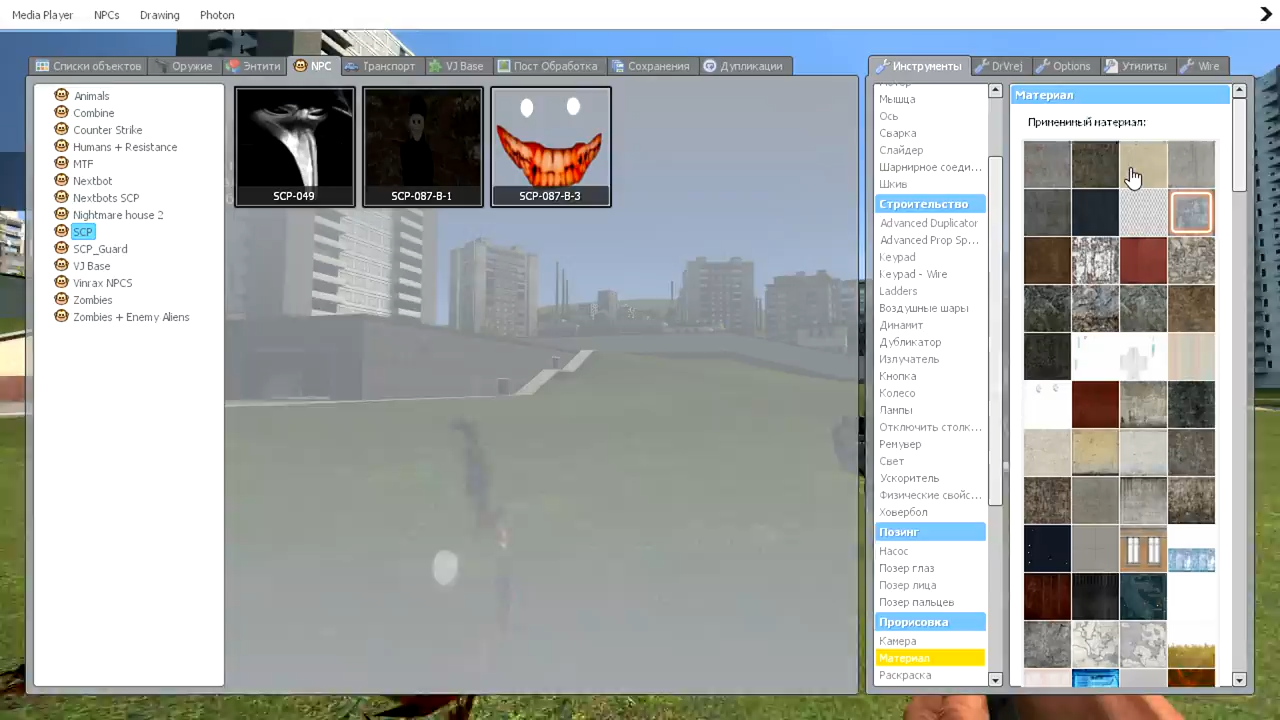 Media Player NPCs Drawing Photon
Списки объектов Оружие Энтити NPC Транспорт VJ Base Пост Обработка Сохранения Дупликации
Animals
Combine
Counter Strike
Humans + Resistance
MTF
Nextbot
Nextbots SCP
Nightmare house 2
SCP
SCP_Guard
VJ Base
Vinrax NPCS
Zombies
Zombies + Enemy Aliens
SCP-049
SCP-087-B-1
SCP-087-B-3
Инструменты DrVrej Options Утилиты Wire
Мышца
Ось
Сварка
Слайдер
Шарнирное соеди...
Шкив
Строительство
Advanced Duplicator
Advanced Prop Sp...
Keypad
Keypad - Wire
Ladders
Воздушные шары
Динамит
Дубликатор
Излучатель
Кнопка
Колесо
Лампы
Отключить столк...
Ремувер
Свет
Ускоритель
Физические свойс...
Ховербол
Позинг
Насос
Позер глаз
Позер лица
Позер пальцев
Прорисовка
Камера
Материал
Раскраска
Материал
Применимый материал: